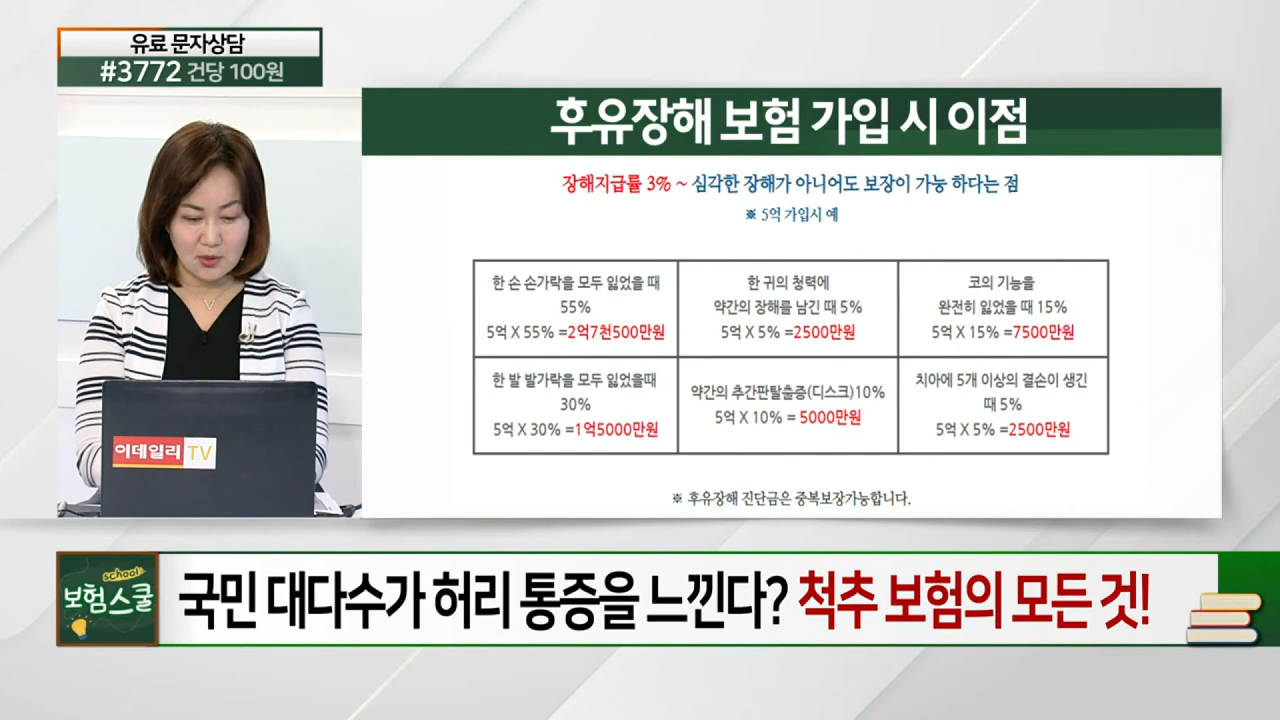 유료 문자상담
#3772 건당 100원
후유장해 보험 가입 시 이점
장해지급률 3% ~ 심각한 장해가 아니어도 보장이 가능 하다는 점
※ 5억 가입시 예
한 손 손가락을 모두 잃었을 때
55%
5억 X 55% =2억7천500만원
한 귀의 청력에
약간의 장해를 남긴 때 5%
5억 X 5% =2500만원
코의 기능을
완전히 잃었을 때 15%
5억 X 15% =7500만원
한 발 발가락을 모두 잃었을때
30%
5억 X 30% =1억5000만원
약간의 추간판탈출증(디스크)10%
5억 X 10% = 5000만원
치아에 5개 이상의 결손이 생긴
때 5%
5억 X 5% =2500만원
※ 후유장해 진단금은 중복보장가능합니다.
이데일리 TV
school
보험스쿨
국민 대다수가 허리 통증을 느낀다? 척추 보험의 모든 것!